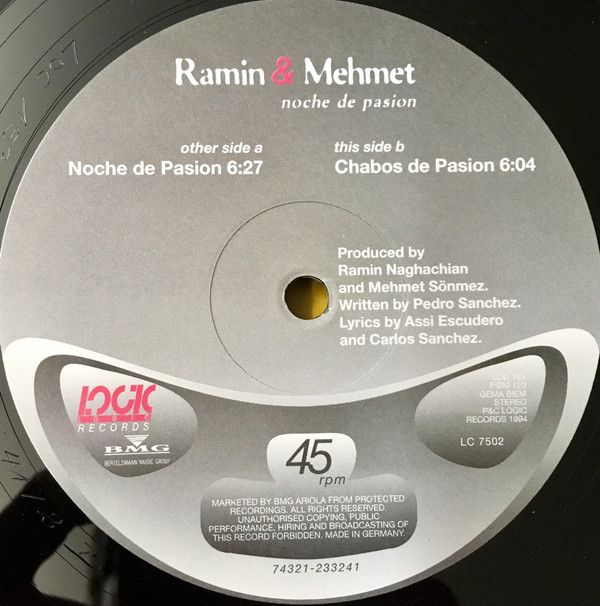 Ramin & Mehmet
noche de pasion
other side a
Noche de Pasion 6:27
this side b
Chabos de Pasion 6:04
Produced by
Ramin Naghachian
and Mehmet Sönmez.
Written by Pedro Sanchez.
Lyrics by Assi Escudero
and Carlos Sanchez.
LOGIC
RECORDS
BMG
BERTELSMANN MUSIC GROUP
GEMA BIEM
STEREO
P&C LOGIC
RECORDS 1994
LC 7502
45
rpm
MARKETED BY BMG ARIOLA FROM PROTECTED
RECORDINGS. ALL RIGHTS RESERVED.
UNAUTHORISED COPYING, PUBLIC
PERFORMANCE, HIRING AND BROADCASTING OF
THIS RECORD FORBIDDEN. MADE IN GERMANY.
74321-233241